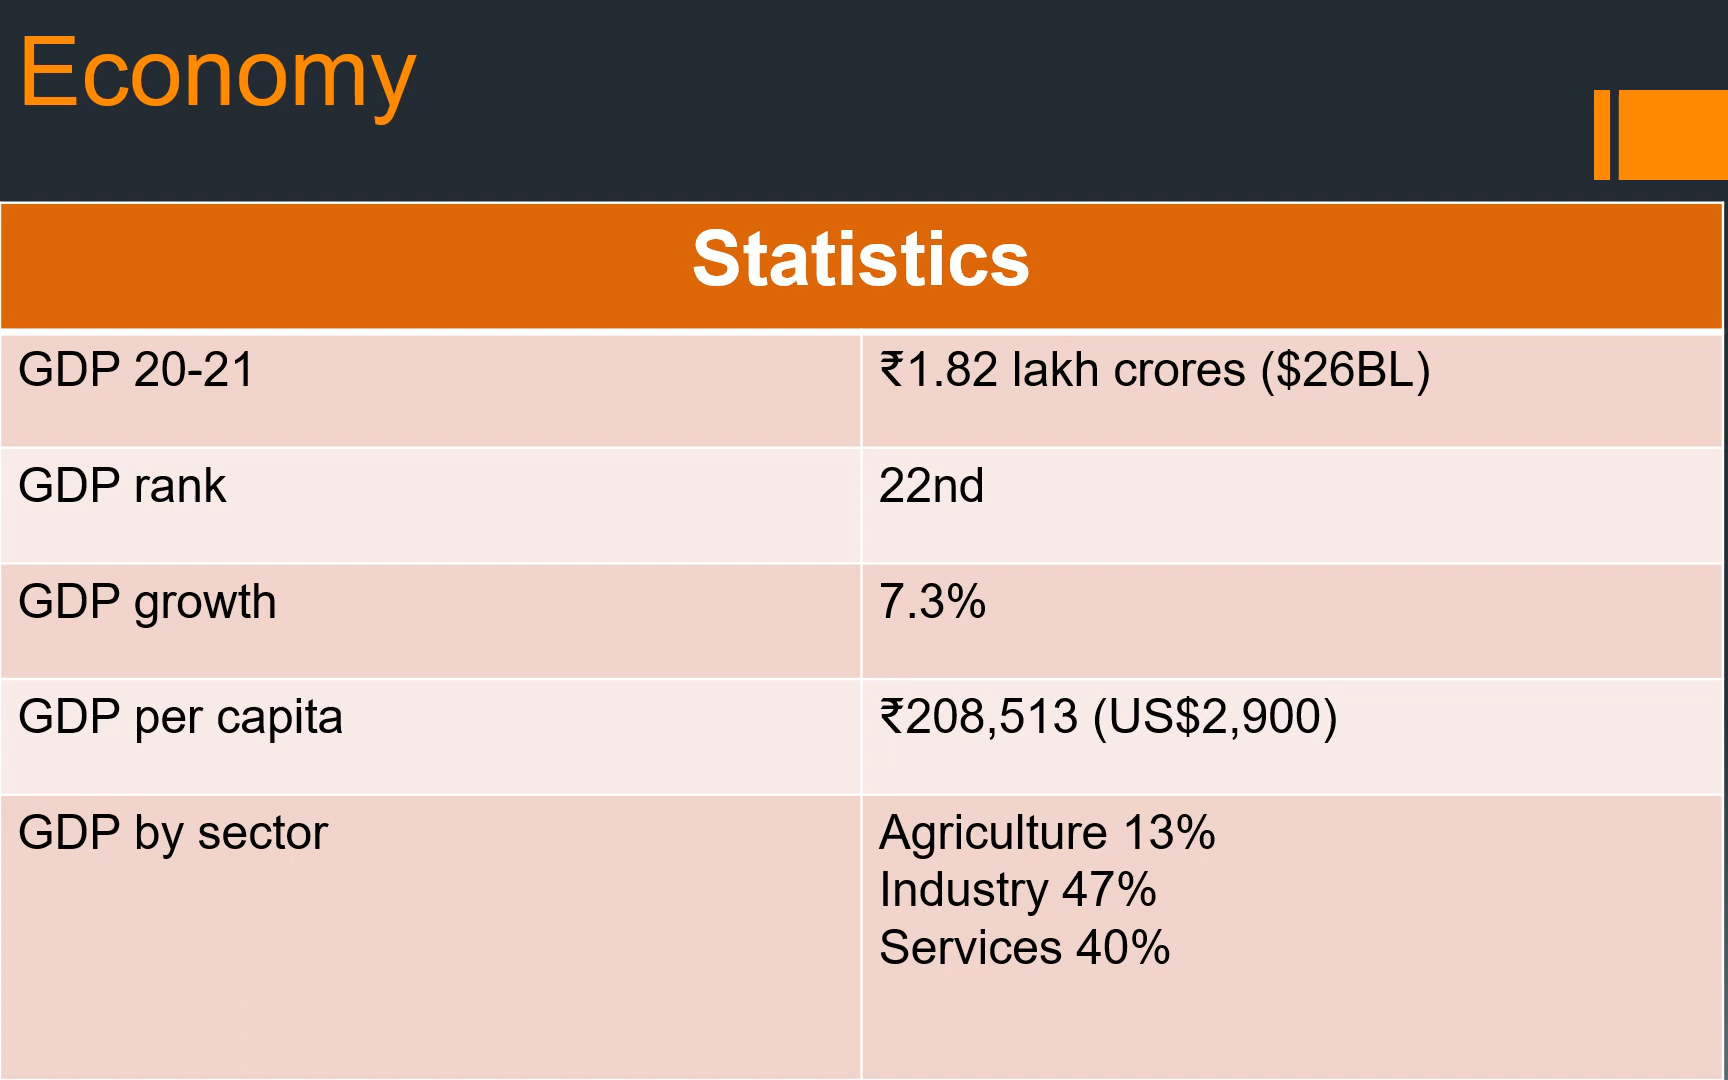 Economy
Statistics
GDP 20-21
₹1.82 lakh crores ($26BL)
GDP rank
22nd
GDP growth
7.3%
GDP per capita
₹208,513 (US$2,900)
GDP by sector
Agriculture 13%
Industry 47%
Services 40%